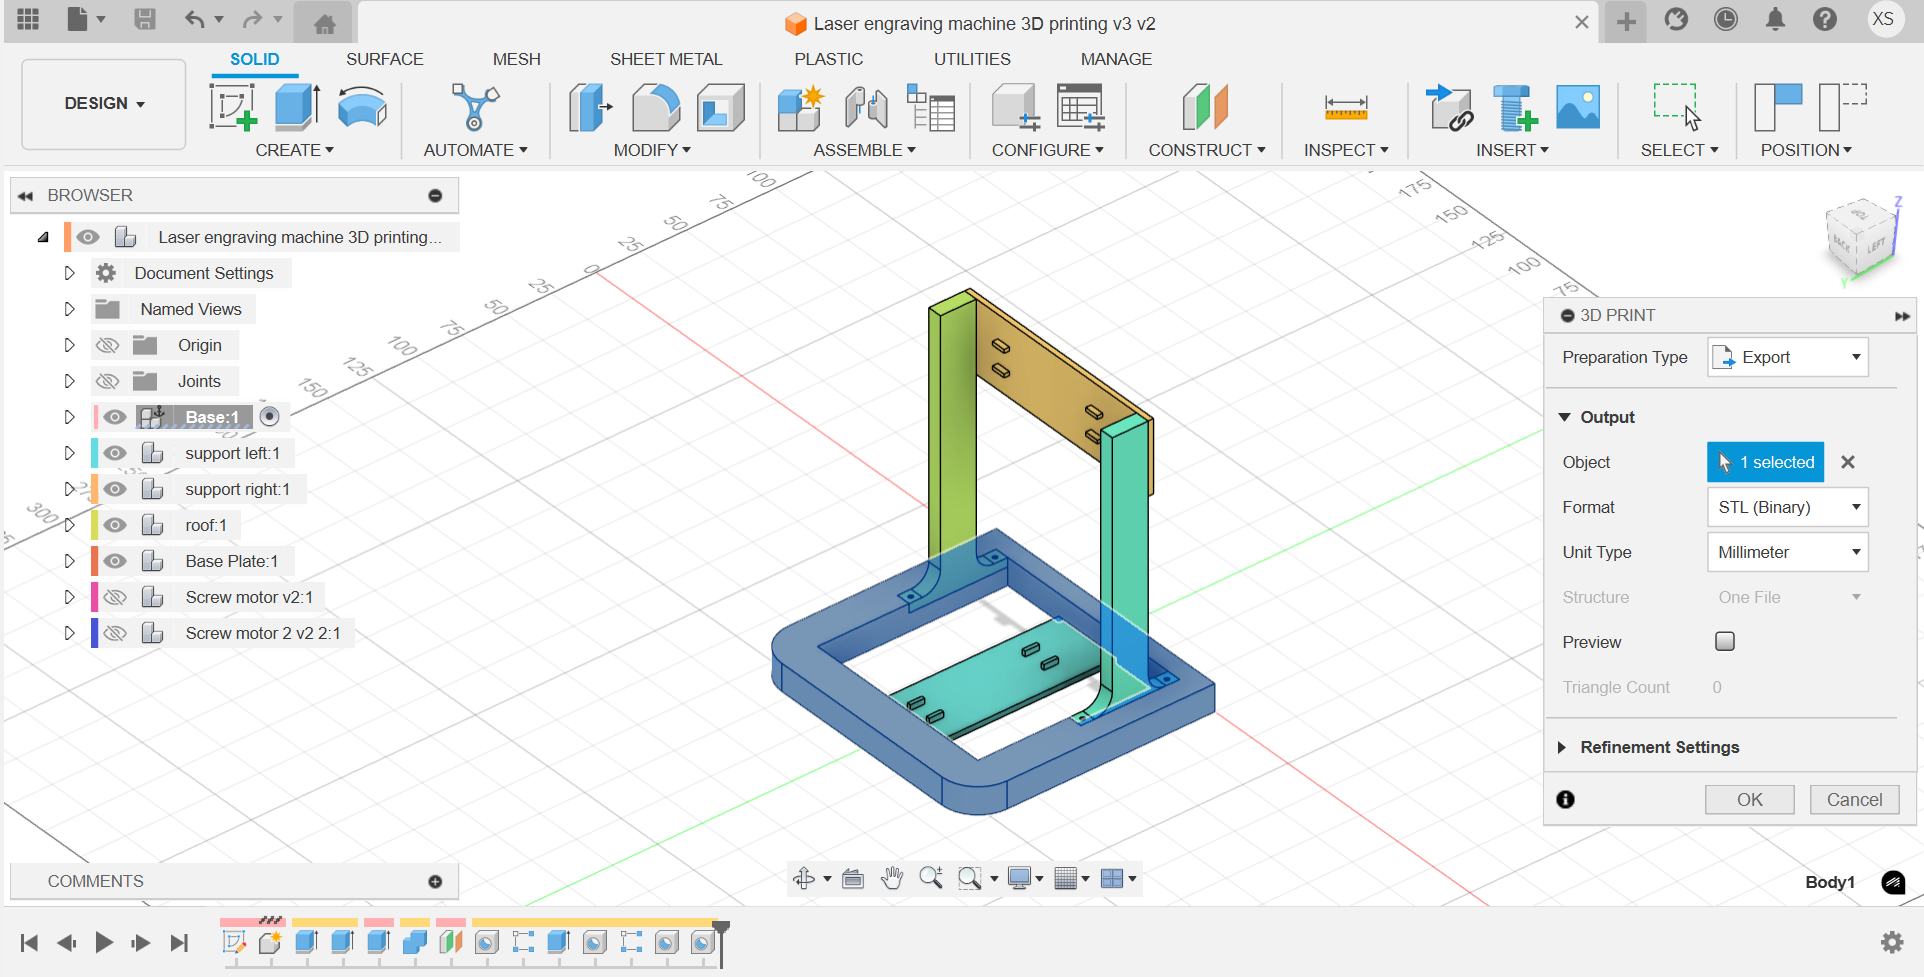 Laser engraving machine 3D printing v3 v2
XS
SOLID
SURFACE
MESH
SHEET METAL
PLASTIC
UTILITIES
MANAGE
DESIGN
CREATE
AUTOMATE
MODIFY
ASSEMBLE
CONFIGURE
CONSTRUCT
INSPECT
INSERT
SELECT
POSITION
BROWSER
Laser engraving machine 3D printing...
Document Settings
Named Views
Origin
Joints
Base:1
support left:1
support right:1
roof:1
Base Plate:1
Screw motor v2:1
Screw motor 2 v2 2:1
100
75
50
25
0
25
50
75
100
125
150
300
175
150
125
100
75
TOP
BACK
LEFT
Z
Y
3D PRINT
Preparation Type
Export
Output
Object
1 selected
Format
STL (Binary)
Unit Type
Millimeter
Structure
One File
Preview
Triangle Count
0
Refinement Settings
OK
Cancel
COMMENTS
Body1